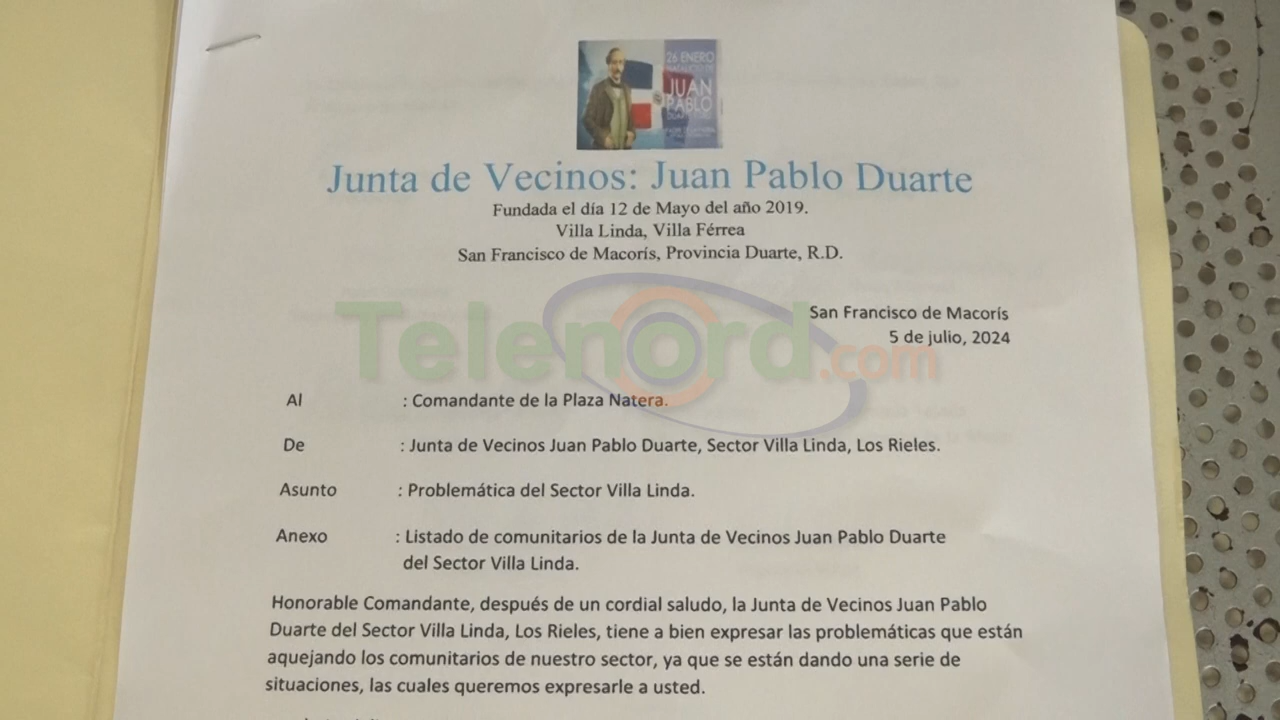 26 ENERO
JUAN
PABLO
Junta de Vecinos: Juan Pablo Duarte
Fundada el día 12 de Mayo del año 2019.
Villa Linda, Villa Férrea
San Francisco de Macorís, Provincia Duarte, R.D.
San Francisco de Macorís
5 de julio, 2024
Telenord.com
Al : Comandante de la Plaza Natera.
De : Junta de Vecinos Juan Pablo Duarte, Sector Villa Linda, Los Rieles.
Asunto : Problemática del Sector Villa Linda.
Anexo : Listado de comunitarios de la Junta de Vecinos Juan Pablo Duarte
del Sector Villa Linda.
Honorable Comandante, después de un cordial saludo, la Junta de Vecinos Juan Pablo
Duarte del Sector Villa Linda, Los Rieles, tiene a bien expresar las problemáticas que están
aquejando los comunitarios de nuestro sector, ya que se están dando una serie de
situaciones, las cuales queremos expresarle a usted.